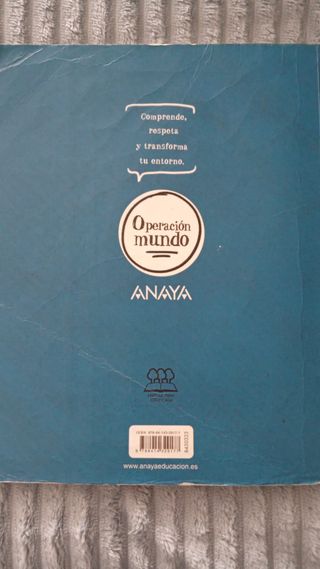 Comprende,
respeta
y transforma
tu entorno.
Operación
mundo
ANAYA
www.anayaeducacion.es